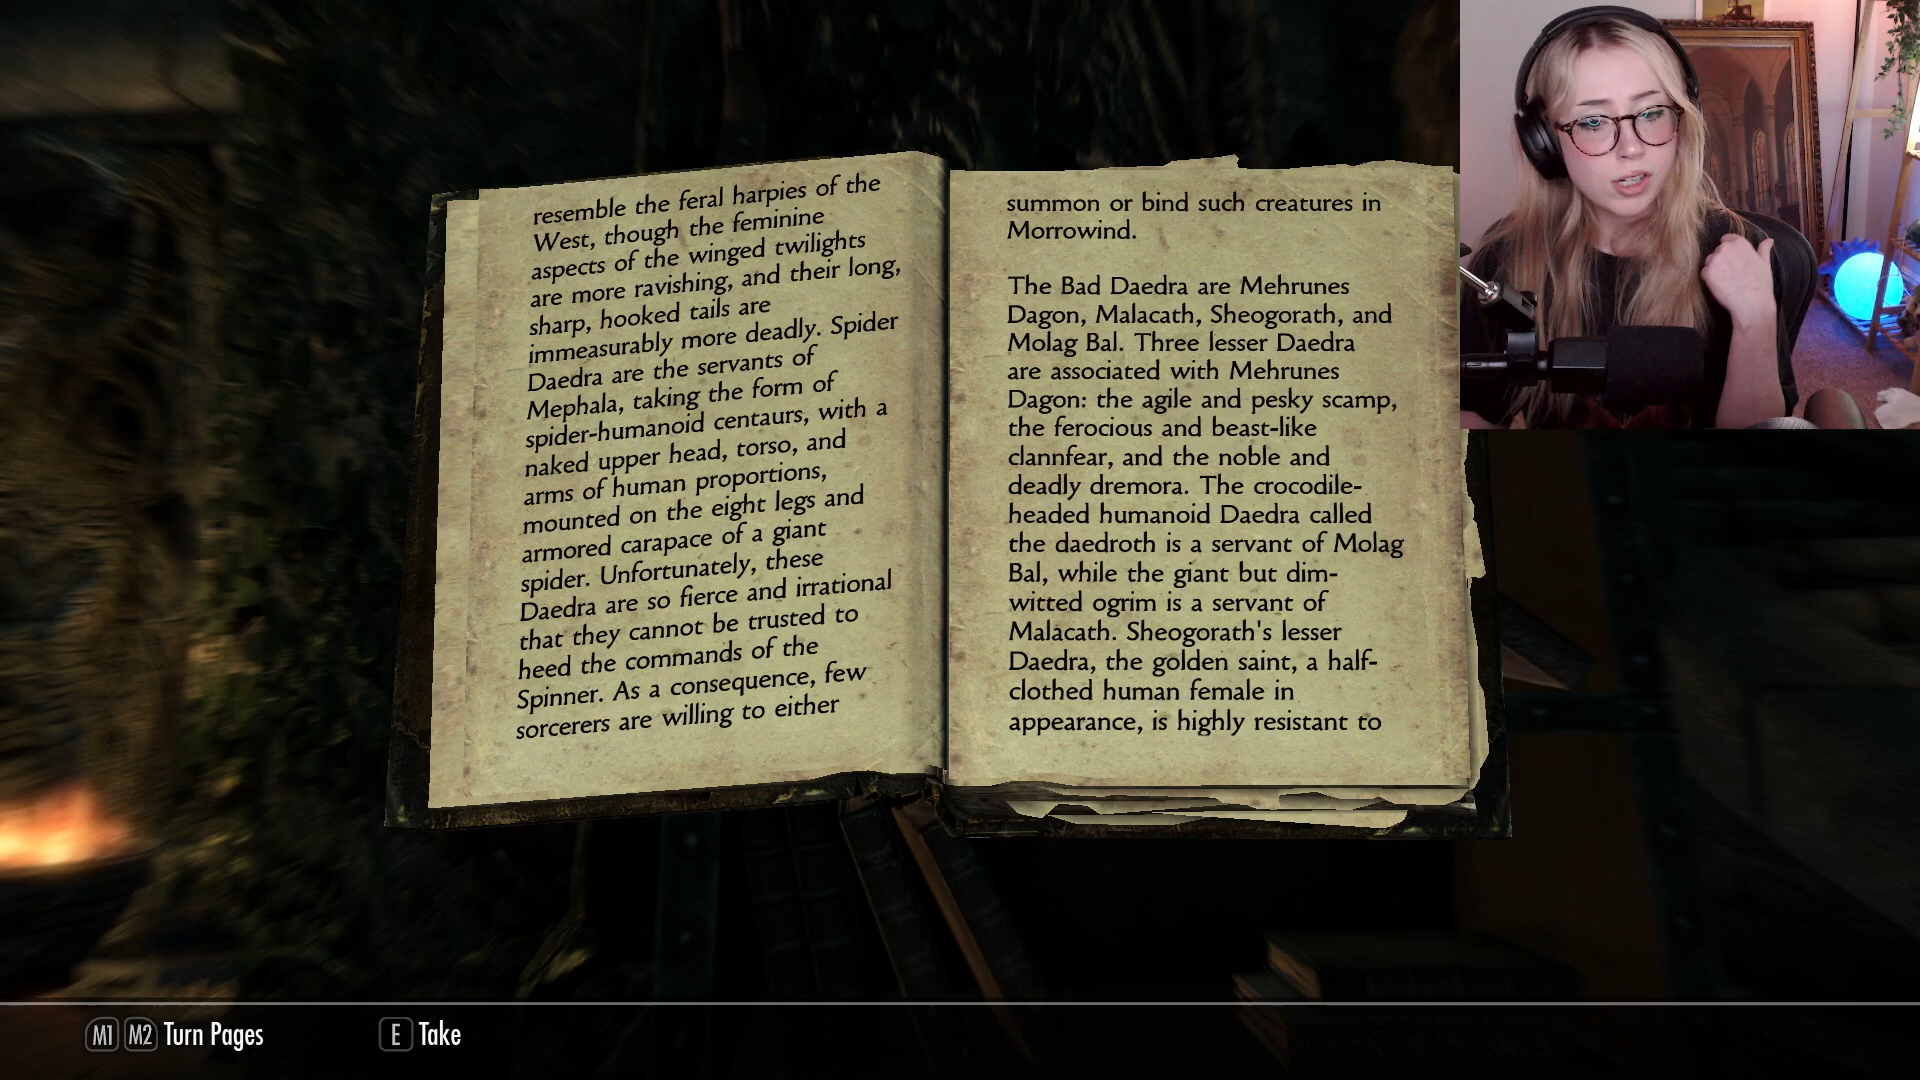 resemble the feral harpies of the
West, though the feminine
aspects of the winged twilights
are more ravishing, and their long,
sharp, hooked tails are
immeasurably more deadly. Spider
Daedra are the servants of
Mephala, taking the form of
spider-humanoid centaurs, with a
naked upper head, torso, and
arms of human proportions,
mounted on the eight legs and
armored carapace of a giant
spider. Unfortunately, these
Daedra are so fierce and irrational
that they cannot be trusted to
heed the commands of the
Spinner. As a consequence, few
sorcerers are willing to either
summon or bind such creatures in
Morrowind.
The Bad Daedra are Mehrunes
Dagon, Malacath, Sheogorath, and
Molag Bal. Three lesser Daedra
are associated with Mehrunes
Dagon: the agile and pesky scamp,
the ferocious and beast-like
clannfear, and the noble and
deadly dremora. The crocodile-
headed humanoid Daedra called
the daedroth is a servant of Molag
Bal, while the giant but dim-
witted ogrim is a servant of
Malacath. Sheogorath's lesser
Daedra, the golden saint, a half-
clothed human female in
appearance, is highly resistant to
M1 M2 Turn Pages
E Take